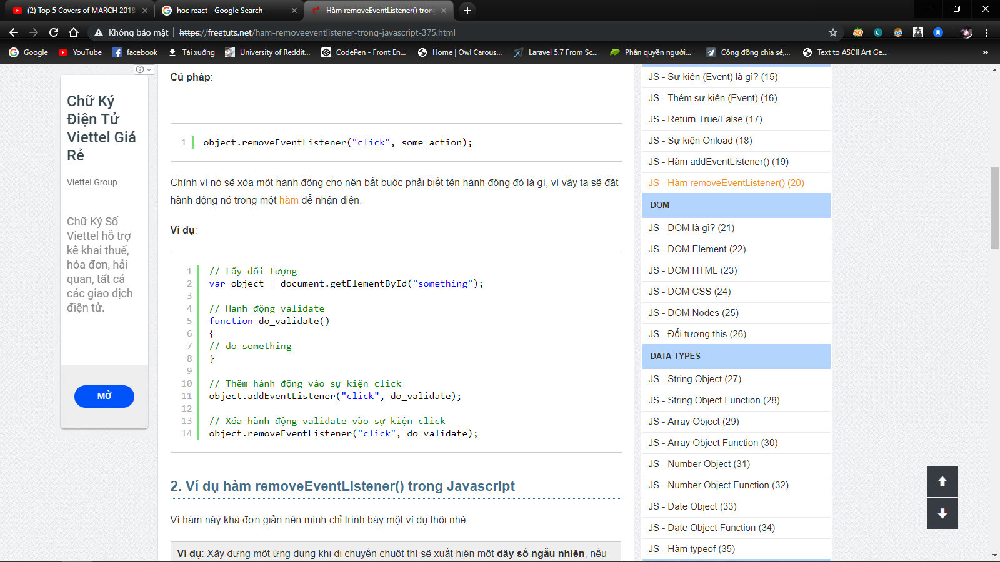 (2) Top 5 Covers of MARCH 2018
hoc react - Google Search
Hàm removeEventListener() tron
Không bảo mật
https://freetuts.net/ham-removeeventlistener-trong-javascript-375.html
Google
YouTube
facebook
Tải xuống
University of Reddit...
CodePen - Front En...
Home | Owl Carous...
Laravel 5.7 From Sc...
Phân quyền người...
Cộng đồng chia sẻ,...
Text to ASCII Art Ge...
»
Chữ Ký
Điện Tử
Viettel Giá
Rẻ
Viettel Group
Chữ Ký Số
Viettel hỗ trợ
kê khai thuế,
hóa đơn, hải
quan, tất cả
các giao dịch
điện tử.
MỞ
Cú pháp:
1 object.removeEventListener("click", some_action);
Chính vì nó sẽ xóa một hành động cho nên bắt buộc phải biết tên hành động đó là gì, vì vậy ta sẽ đặt
hành động nó trong một hàm để nhận diện.
Ví dụ:
1 // Lấy đối tượng
2 var object = document.getElementById("something");
3
4 // Hanh động validate
5 function do_validate()
6 {
7 // do something
8 }
9
10 // Thêm hành động vào sự kiện click
11 object.addEventListener("click", do_validate);
12
13 // Xóa hành động validate vào sự kiện click
14 object.removeEventListener("click", do_validate);
2. Ví dụ hàm removeEventListener() trong Javascript
Vì hàm này khá đơn giản nên mình chỉ trình bày một ví dụ thôi nhé.
Ví dụ: Xây dựng một ứng dụng khi di chuyển chuột thì sẽ xuất hiện một dãy số ngẫu nhiên, nếu
JS - Sự kiện (Event) là gì? (15)
JS - Thêm sự kiện (Event) (16)
JS - Return True/False (17)
JS - Sự kiện Onload (18)
JS - Hàm addEventListener() (19)
JS - Hàm removeEventListener() (20)
DOM
JS - DOM là gì? (21)
JS - DOM Element (22)
JS - DOM HTML (23)
JS - DOM CSS (24)
JS - DOM Nodes (25)
JS - Đối tượng this (26)
DATA TYPES
JS - String Object (27)
JS - String Object Function (28)
JS - Array Object (29)
JS - Array Object Function (30)
JS - Number Object (31)
JS - Number Object Function (32)
JS - Date Object (33)
JS - Date Object Function (34)
JS - Hàm typeof (35)